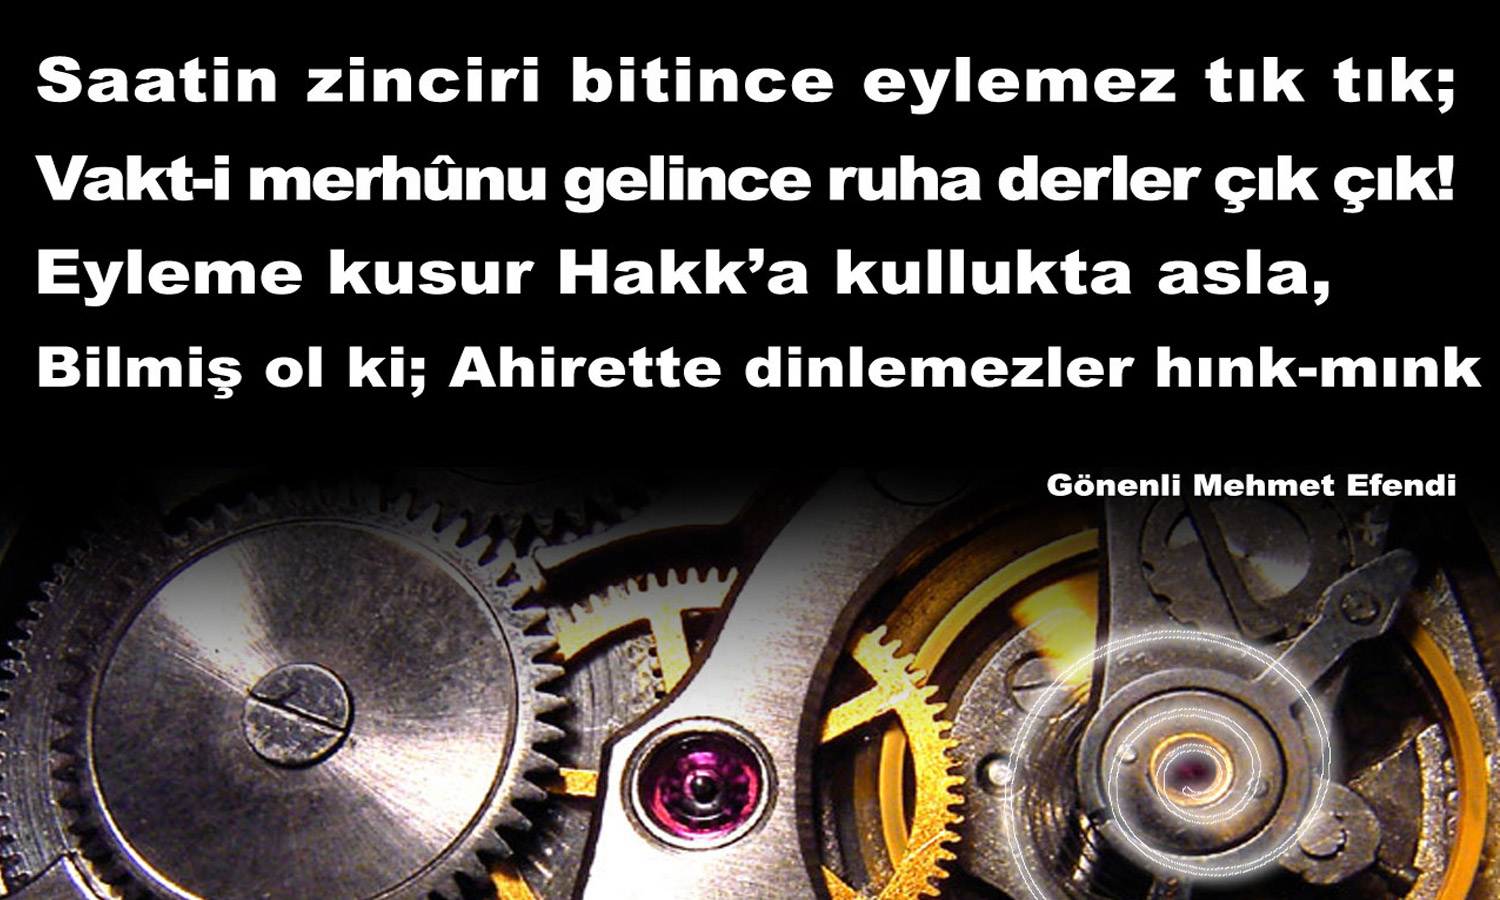 Saatin zinciri bitince eylemez tık tık;
Vakt-i merhûnu gelince ruha derler çık çık!
Eyleme kusur Hakk’a kullukta asla,
Bilmiş ol ki; Ahirette dinlemezler hınk-mınk
Gönenli Mehmet Efendi